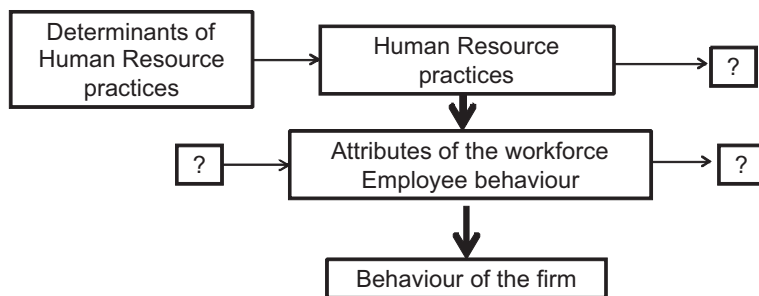 Determinants of
Human Resource
practices
Human Resource
practices
?
?
Attributes of the workforce
Employee behaviour
?
Behaviour of the firm